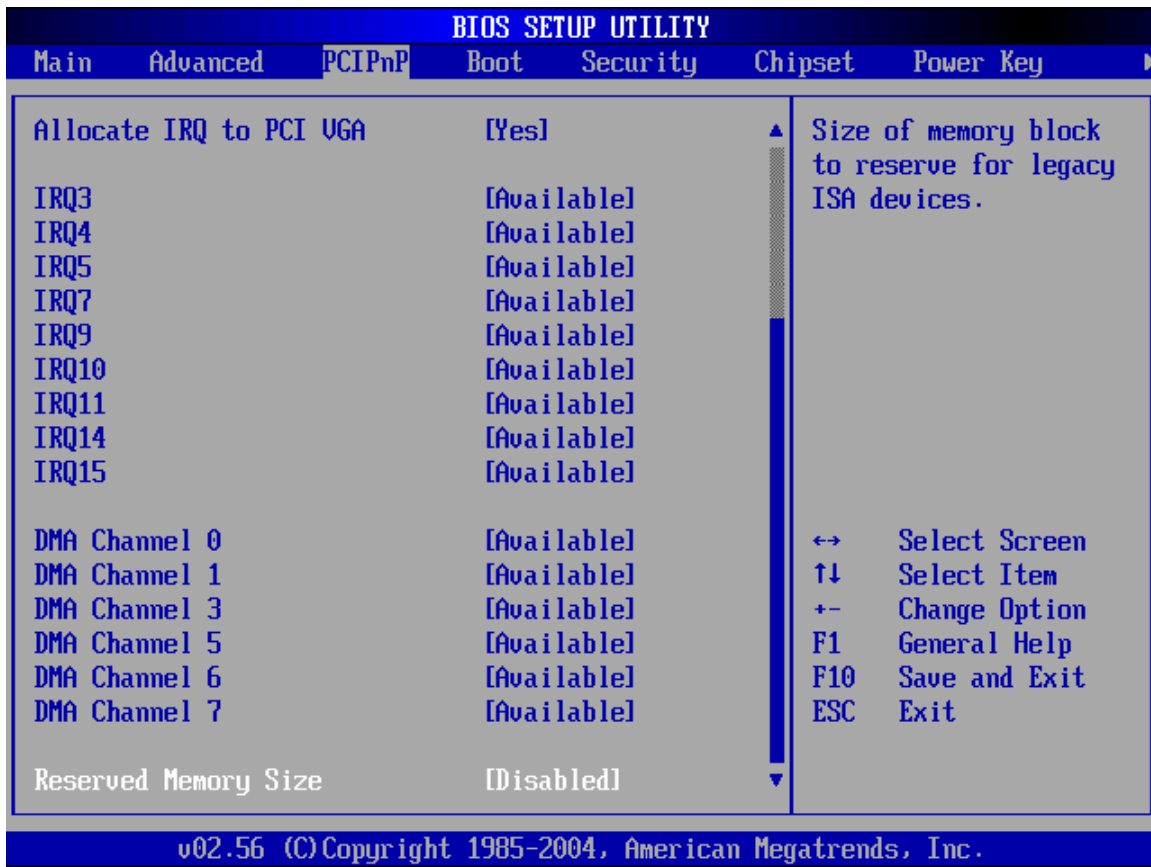 BIOS SETUP UTILITY
Main Advanced PCIPnP Boot Security Chipset Power Key
Allocate IRQ to PCI VGA [Yes]
IRQ3 [Available]
IRQ4 [Available]
IRQ5 [Available]
IRQ7 [Available]
IRQ9 [Available]
IRQ10 [Available]
IRQ11 [Available]
IRQ14 [Available]
IRQ15 [Available]
DMA Channel 0 [Available]
DMA Channel 1 [Available]
DMA Channel 3 [Available]
DMA Channel 5 [Available]
DMA Channel 6 [Available]
DMA Channel 7 [Available]
Reserved Memory Size [Disabled]
Size of memory block
to reserve for legacy
ISA devices.
←→ Select Screen
↑↓ Select Item
+- Change Option
F1 General Help
F10 Save and Exit
ESC Exit
v02.56 (C)Copyright 1985-2004, American Megatrends, Inc.